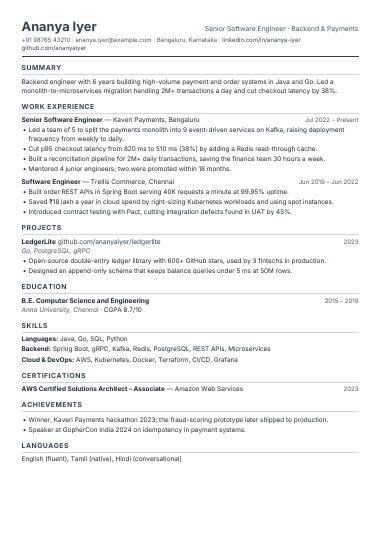 Ananya Iyer
Senior Software Engineer · Backend & Payments
+91 98765 43210 | ananya.iyer@example.com | Bengaluru, Karnataka | linkedin.com/in/ananya-iyer
github.com/ananyaiyer
SUMMARY
Backend engineer with 6 years building high-volume payment and order systems in Java and Go. Led a
monolith-to-microservices migration handling 2M+ transactions a day and cut checkout latency by 38%.
WORK EXPERIENCE
Senior Software Engineer — Kaveri Payments, Bengaluru Jul 2022 – Present
• Led a team of 5 to split the payments monolith into 9 event-driven services on Kafka, raising deployment
frequency from weekly to daily.
• Cut p95 checkout latency from 820 ms to 510 ms (38%) by adding a Redis read-through cache.
• Built a reconciliation pipeline for 2M+ daily transactions, saving the finance team 30 hours a week.
• Mentored 4 junior engineers; two were promoted within 18 months.
Software Engineer — Trellis Commerce, Chennai Jun 2019 – Jun 2022
• Built order REST APIs in Spring Boot serving 40K requests a minute at 99.95% uptime.
• Saved ₹18 lakh a year in cloud spend by right-sizing Kubernetes workloads and using spot instances.
• Introduced contract testing with Pact, cutting integration defects found in UAT by 45%.
PROJECTS
LedgerLite github.com/ananyaiyer/ledgerlite 2023
Go, PostgreSQL, gRPC
• Open-source double-entry ledger library with 600+ GitHub stars, used by 3 fintechs in production.
• Designed an append-only schema that keeps balance queries under 5 ms at 50M rows.
EDUCATION
B.E. Computer Science and Engineering 2015 – 2019
Anna University, Chennai · CGPA 8.7/10
SKILLS
Languages: Java, Go, SQL, Python
Backend: Spring Boot, gRPC, Kafka, Redis, PostgreSQL, REST APIs, Microservices
Cloud & DevOps: AWS, Kubernetes, Docker, Terraform, CI/CD, Grafana
CERTIFICATIONS
AWS Certified Solutions Architect – Associate — Amazon Web Services 2023
ACHIEVEMENTS
• Winner, Kaveri Payments hackathon 2023; the fraud-scoring prototype later shipped to production.
• Speaker at GopherCon India 2024 on idempotency in payment systems.
LANGUAGES
English (fluent), Tamil (native), Hindi (conversational)